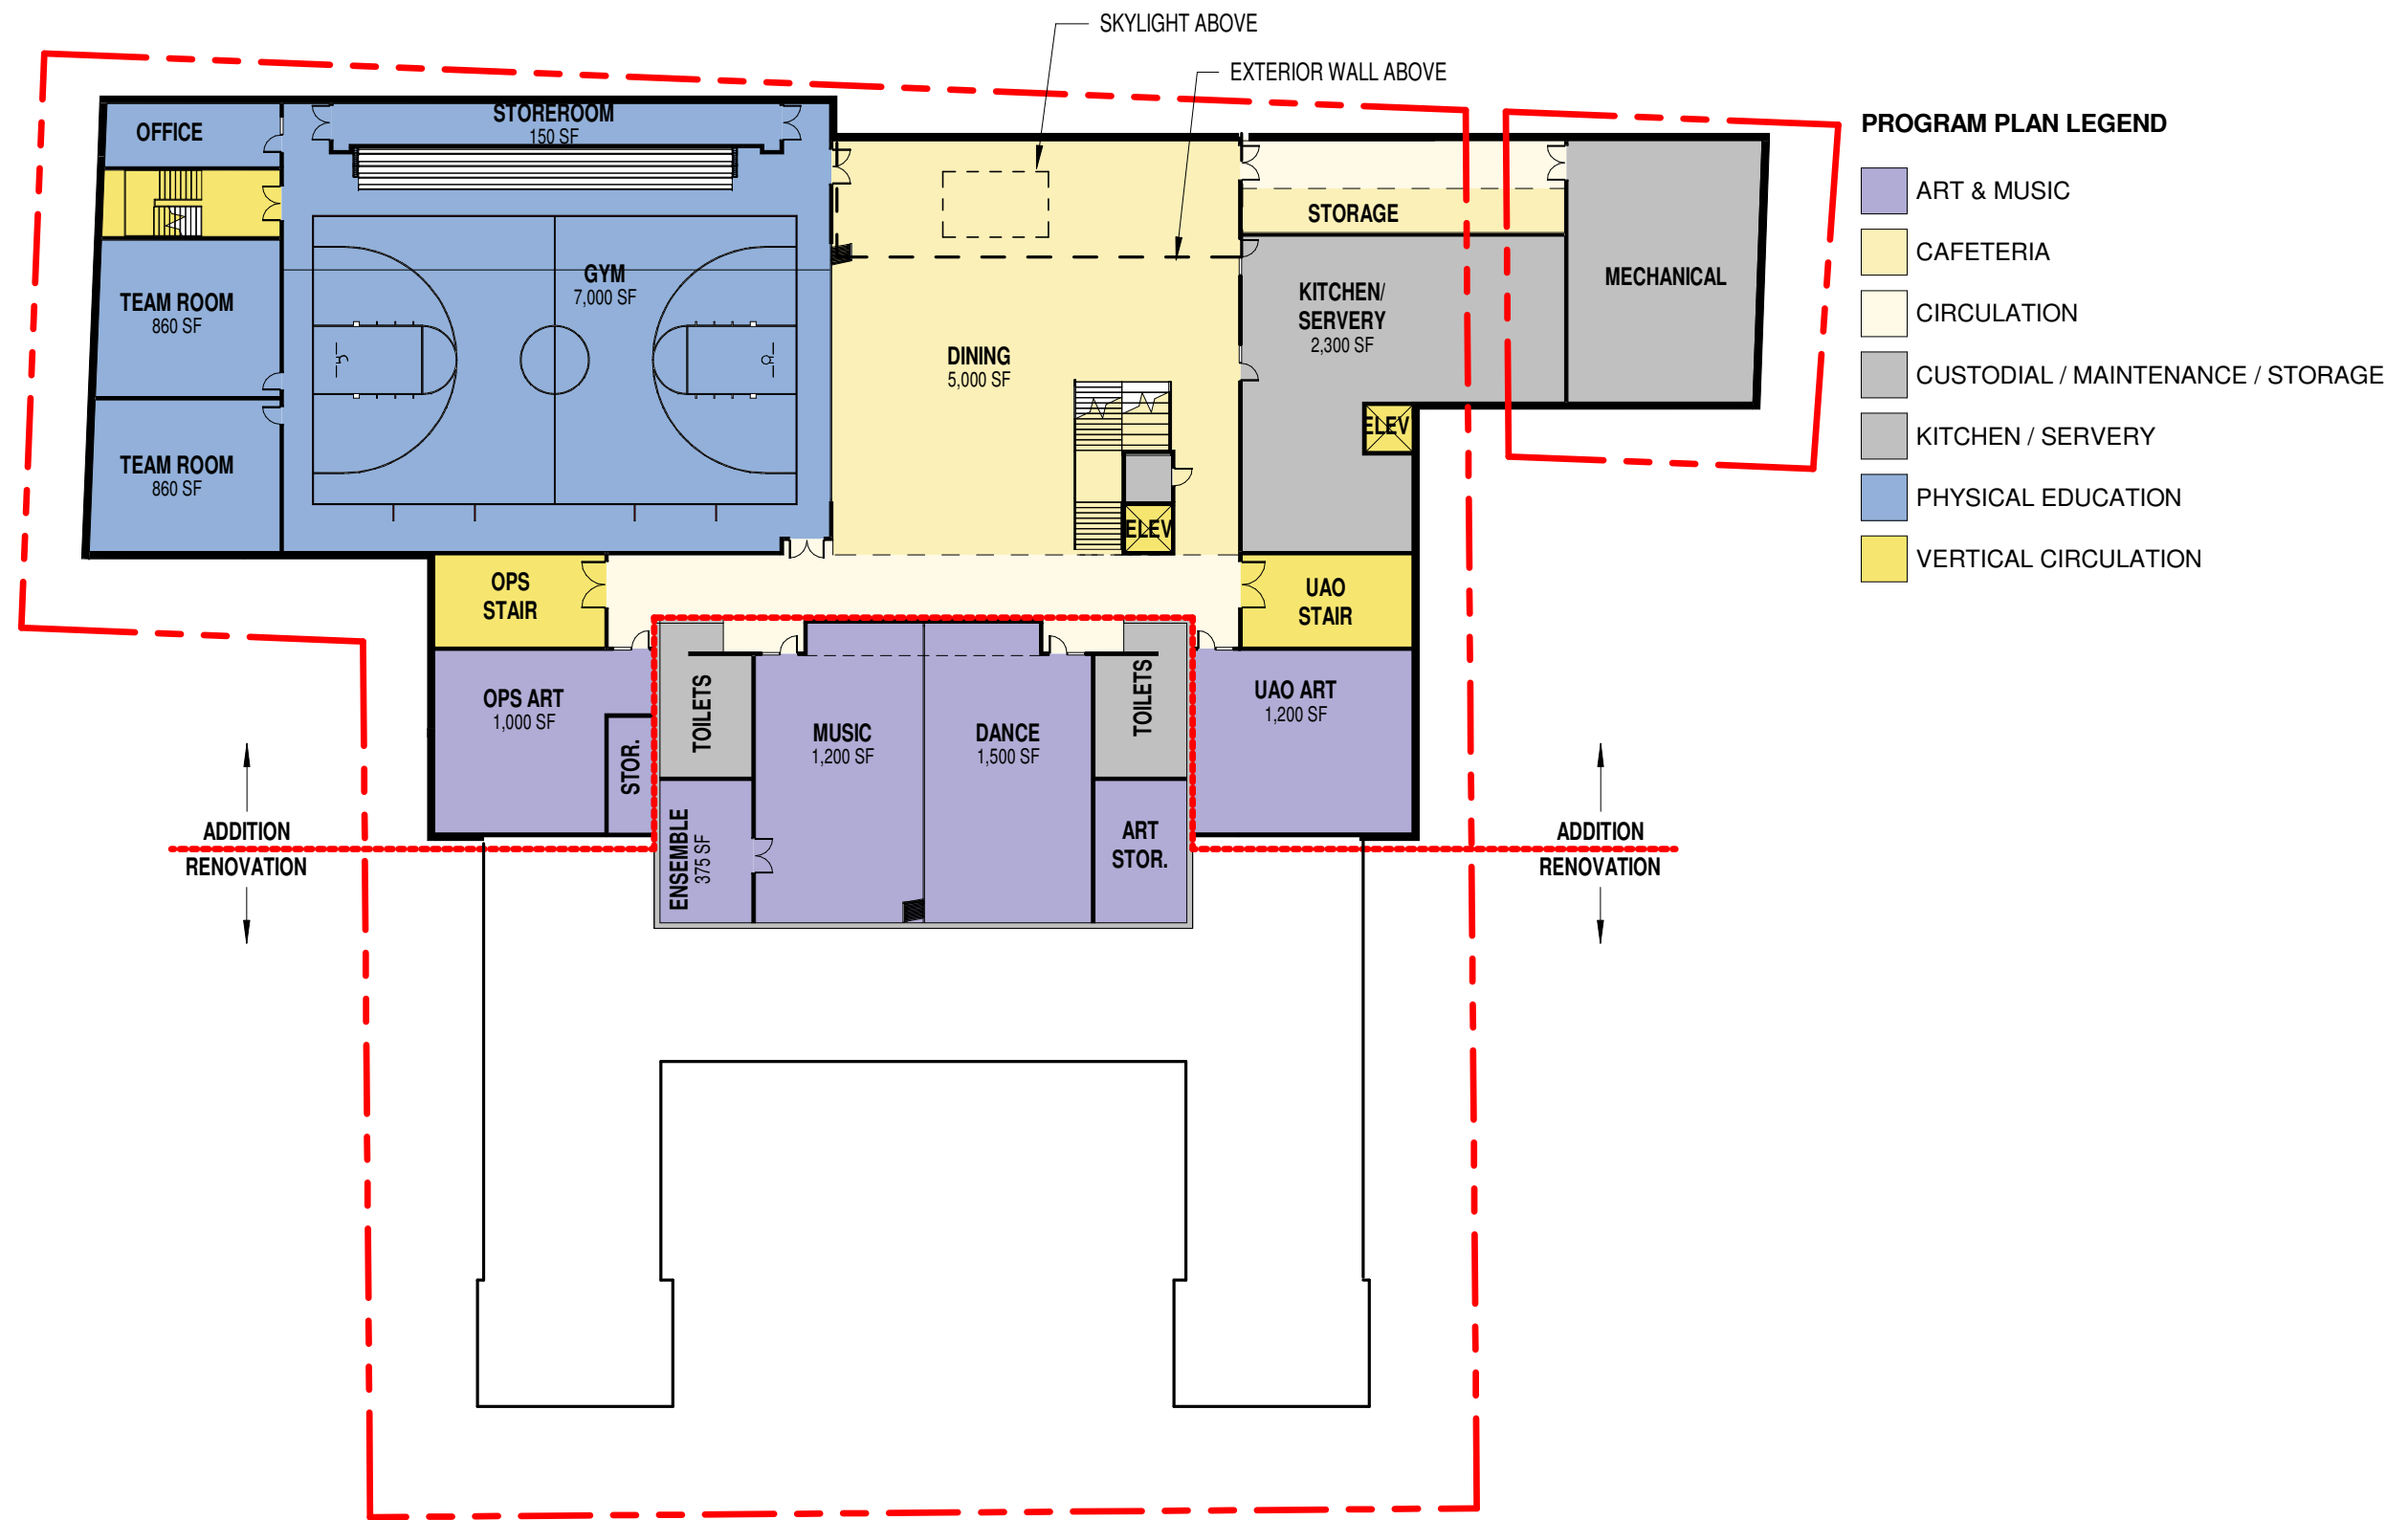 SKYLIGHT ABOVE
EXTERIOR WALL ABOVE
PROGRAM PLAN LEGEND
ART & MUSIC
CAFETERIA
CIRCULATION
CUSTODIAL / MAINTENANCE / STORAGE
KITCHEN / SERVERY
PHYSICAL EDUCATION
VERTICAL CIRCULATION
OFFICE
STOREROOM
150 SF
STORAGE
MECHANICAL
GYM
7,000 SF
TEAM ROOM
860 SF
KITCHEN/
SERVERY
2,300 SF
DINING
5,000 SF
ELEV
TEAM ROOM
860 SF
ELEV
OPS
STAIR
UAO
STAIR
OPS ART
1,000 SF
TOILETS
MUSIC
1,200 SF
DANCE
1,500 SF
TOILETS
UAO ART
1,200 SF
STOR.
ENSEMBLE
375 SF
ART
STOR.
ADDITION
RENOVATION
ADDITION
RENOVATION